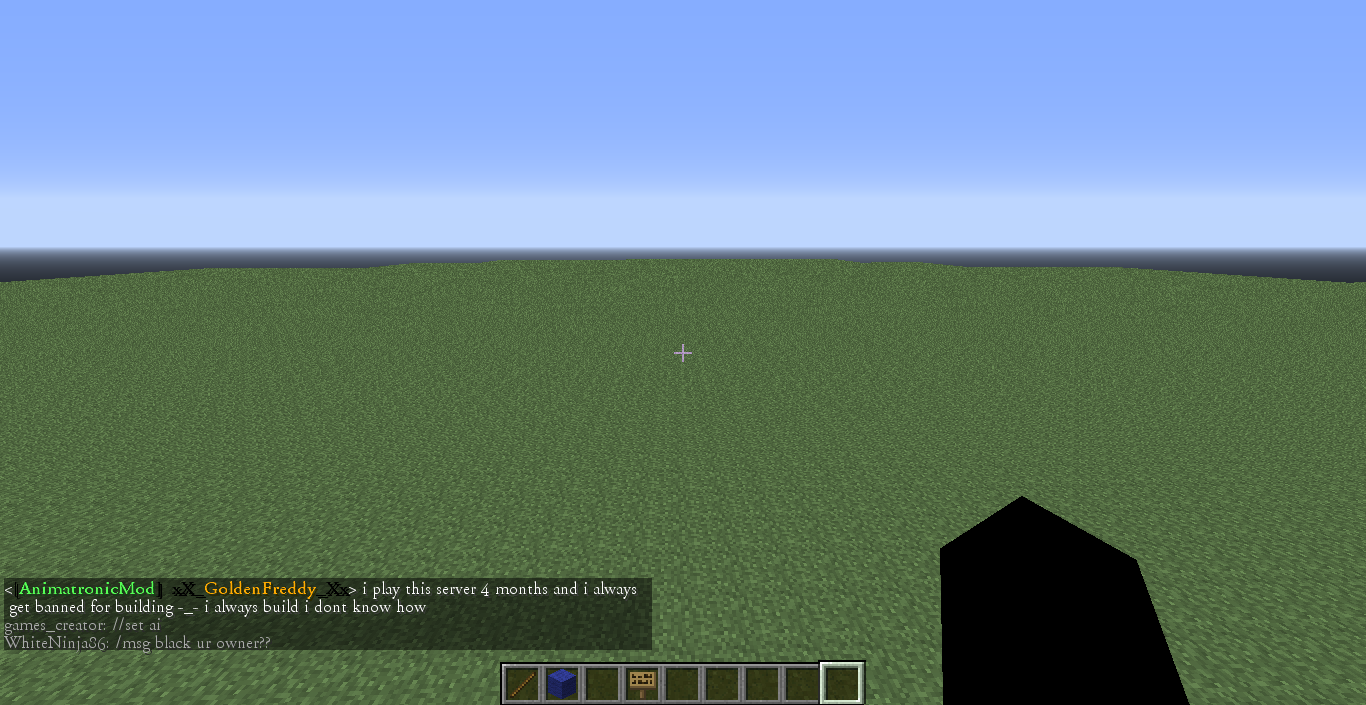 <[AnimatronicMod] xX_GoldenFreddy_Xx> i play this server 4 months and i always
get banned for building -_- i always build i dont know how
games_creator: //set ai
WhiteNinja86: /msg black ur owner??